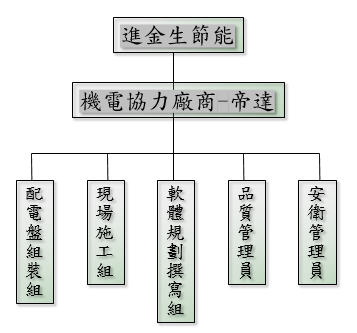 進金生節能
機電協力廠商-帝達
配電盤組裝組
現場施工組
軟體規劃撰寫組
品質管理員
安衛管理員